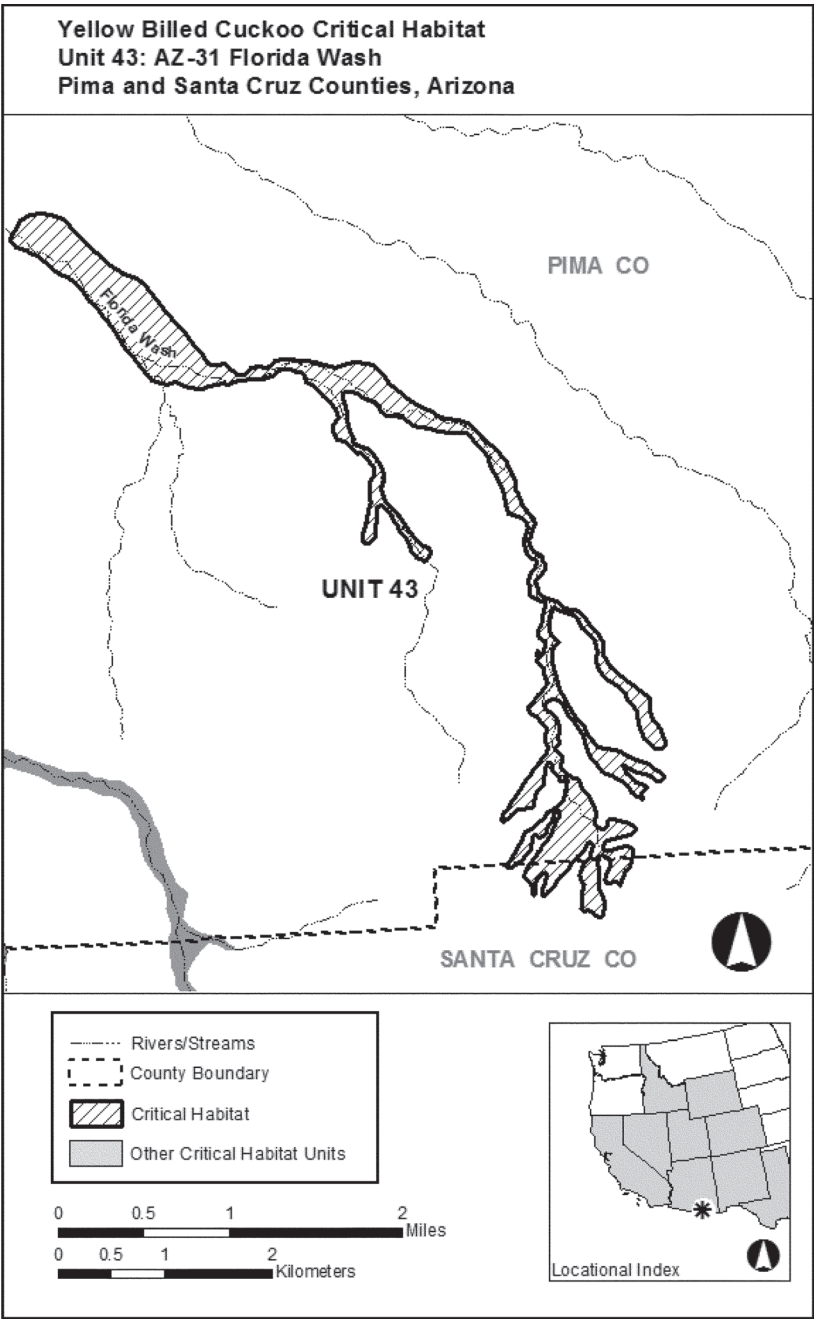 Yellow Billed Cuckoo Critical Habitat
Unit 43: AZ-31 Florida Wash
Pima and Santa Cruz Counties, Arizona
PIMA CO
Florida Wash
UNIT 43
SANTA CRUZ CO
Rivers/Streams
County Boundary
Critical Habitat
Other Critical Habitat Units
0 0.5 1 2
Miles
0 0.5 1 2
Kilometers
Locational Index